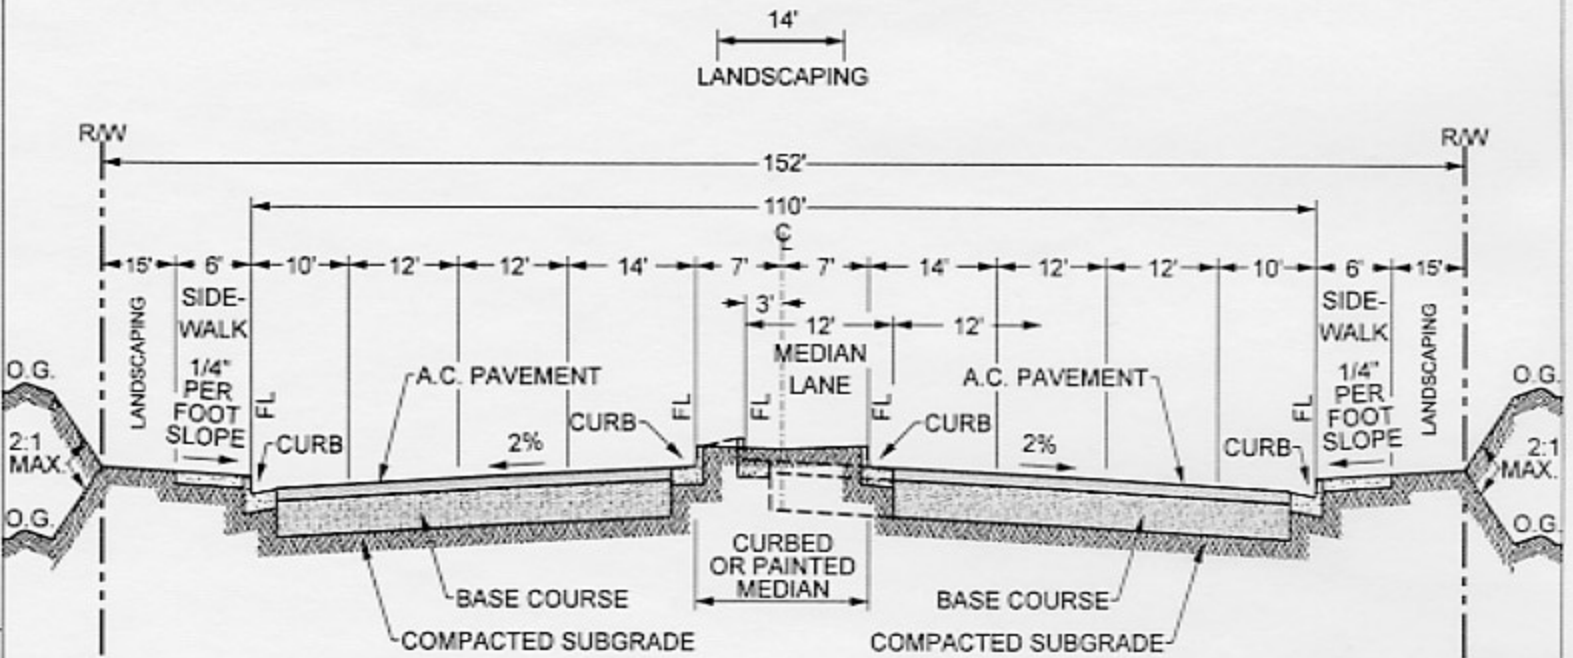 14'
LANDSCAPING
R/W
R/W
152'
110'
℄
15' 6' 10' 12' 12' 14' 7' 7' 14' 12' 12' 10' 6' 15'
3'
12' 12'
LANDSCAPING
SIDE-
WALK
1/4"
PER
FOOT
SLOPE
FL
A.C. PAVEMENT
CURB
2%
CURB
FL
FL
MEDIAN
LANE
FL
CURB
2%
A.C. PAVEMENT
CURB
FL
SIDE-
WALK
1/4"
PER
FOOT
SLOPE
LANDSCAPING
O.G.
2:1
MAX.
O.G.
O.G.
2:1
MAX.
O.G.
CURBED
OR PAINTED
MEDIAN
BASE COURSE
COMPACTED SUBGRADE
BASE COURSE
COMPACTED SUBGRADE